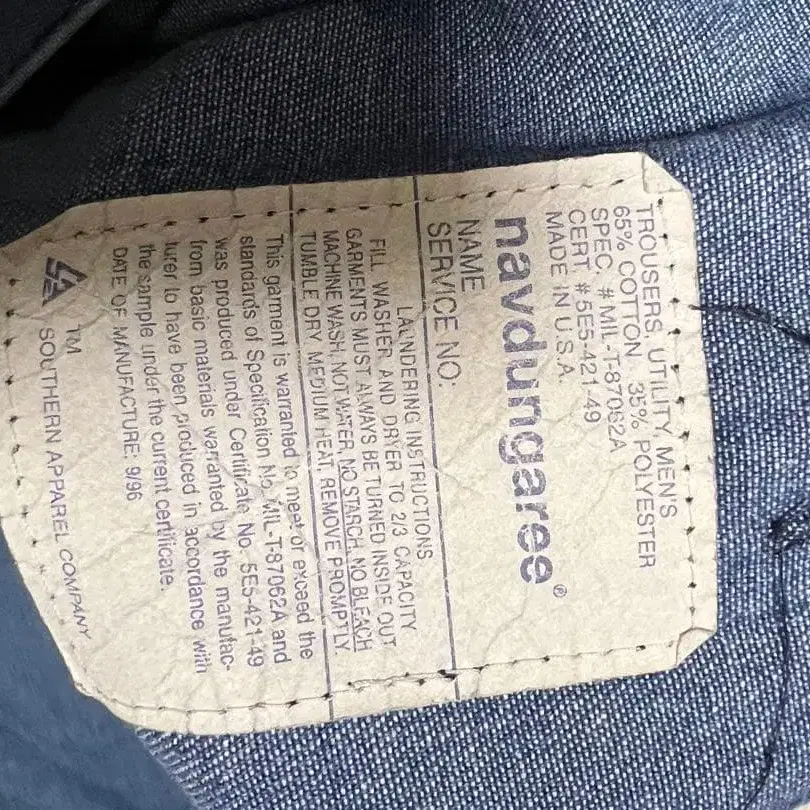 TROUSERS, UTILITY, MEN'S
65% COTTON 35% POLYESTER
SPEC. #MIL-T-87062A
CERT #5E5-421-49
MADE IN U.S.A.
navdungaree®
NAME
SERVICE NO:
LAUNDERING INSTRUCTIONS
FILL WASHER AND DRYER TO 2/3 CAPACITY
GARMENTS MUST ALWAYS BE TURNED INSIDE OUT
MACHINE WASH, HOT WATER, NO STARCH, NO BLEACH
TUMBLE DRY MEDIUM HEAT, REMOVE PROMPTLY
This garment is warranted to meet or exceed the
standards of Specification No. MIL-T-87062A and
was produced under Certificate No. 5E5-421-49
from basic materials warranted by the manufac-
turer to have been produced in accordance with
the sample under the current certificate.
DATE OF MANUFACTURE: 9/96
TM
SOUTHERN APPAREL COMPANY